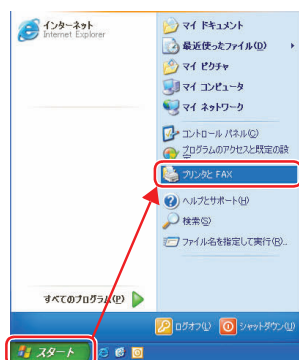 インターネット
Internet Explorer
すべてのプログラム(P)
マイ ドキュメント
最近使ったファイル(D)
マイ ピクチャ
マイ コンピュータ
マイ ネットワーク
コントロール パネル(C)
プログラムのアクセスと既定の設
プリンタと FAX
ヘルプとサポート(H)
検索(S)
ファイル名を指定して実行(R)...
ログオフ(L)
シャットダウン(U)
スタート